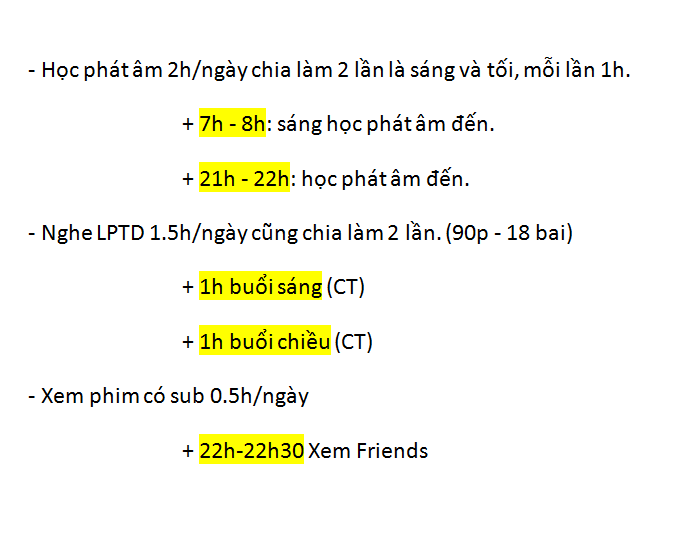 - Học phát âm 2h/ngày chia làm 2 lần là sáng và tối, mỗi lần 1h.
+ 7h - 8h: sáng học phát âm đến.
+ 21h - 22h: học phát âm đến.
- Nghe LPTD 1.5h/ngày cũng chia làm 2 lần. (90p - 18 bai)
+ 1h buổi sáng (CT)
+ 1h buổi chiều (CT)
- Xem phim có sub 0.5h/ngày
+ 22h-22h30 Xem Friends